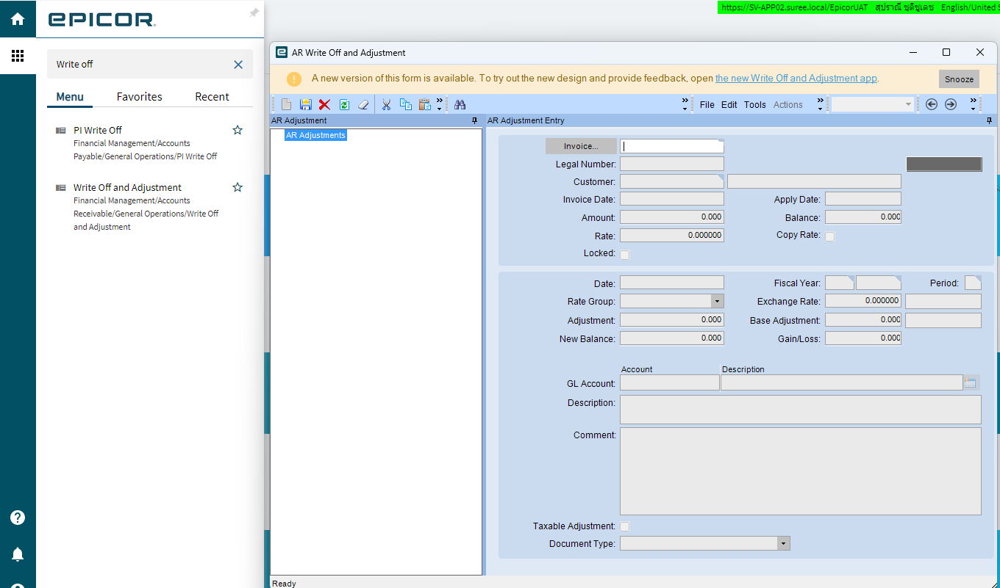 EPICOR
https://SV-APP02.suree.local/EpicorUAT สุปราณี ชุติชูเดช English/United S
Write off
Menu Favorites Recent
PI Write Off
Financial Management/Accounts
Payable/General Operations/PI Write Off
Write Off and Adjustment
Financial Management/Accounts
Receivable/General Operations/Write Off
and Adjustment
AR Write Off and Adjustment
A new version of this form is available. To try out the new design and provide feedback, open the new Write Off and Adjustment app.
Snooze
File Edit Tools Actions
AR Adjustment
AR Adjustments
AR Adjustment Entry
Invoice...
Legal Number:
Customer:
Invoice Date: Apply Date:
Amount: 0.000 Balance: 0.000
Rate: 0.000000 Copy Rate:
Locked:
Date: Fiscal Year: Period:
Rate Group: Exchange Rate: 0.000000
Adjustment: 0.000 Base Adjustment: 0.000
New Balance: 0.000 Gain/Loss: 0.000
Account Description
GL Account:
Description:
Comment:
Taxable Adjustment:
Document Type:
Ready